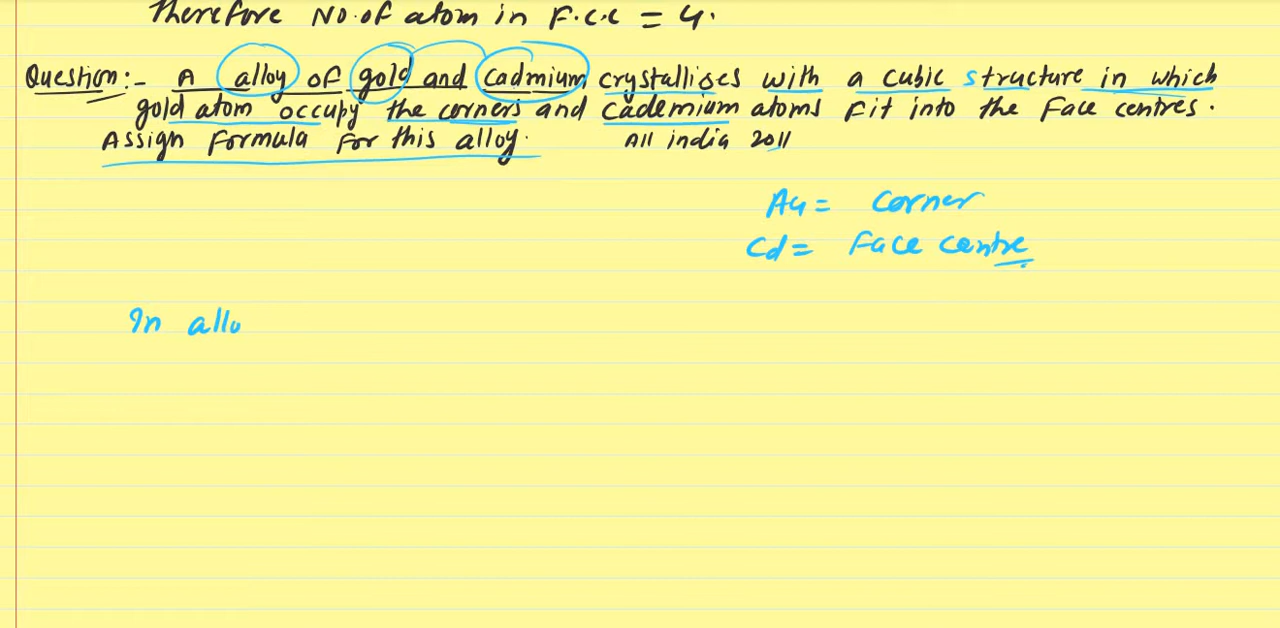 Therefore No. of atom in F.C.C = 4.
Question:- A alloy of gold and cadmium crystallises with a cubic structure in which
gold atom occupy the corners and cademium atoms fit into the face centres.
Assign formula for this alloy. All india 2011
Au = Corner
Cd = Face centre
In allo